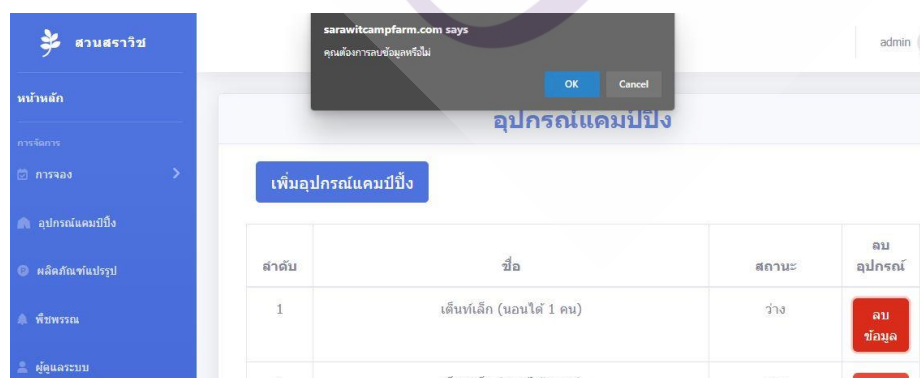 สวนสราวิช
sarawitcampfarm.com says
คุณต้องการลบข้อมูลหรือไม่
OK Cancel
admin
หน้าหลัก
อุปกรณ์แคมป์ปิ้ง
การจัดการ
การจอง
เพิ่มอุปกรณ์แคมป์ปิ้ง
อุปกรณ์แคมป์ปิ้ง
ลำดับ ชื่อ สถานะ ลบ
อุปกรณ์
ผลิตภัณฑ์แปรรูป
1 เต็นท์เล็ก (นอนได้ 1 คน) ว่าง ลบ
ข้อมูล
พืชพรรณ
ผู้ดูแลระบบ